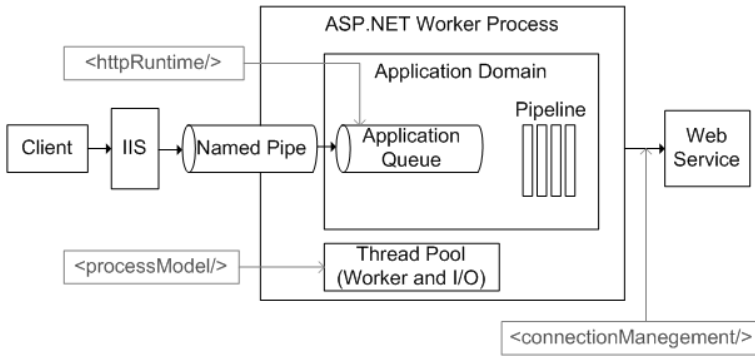 ASP.NET Worker Process
<httpRuntime/>
Application Domain
Pipeline
Client
IIS
Named Pipe
Application
Queue
Web
Service
<processModel/>
Thread Pool
(Worker and I/O)
<connectionManegement/>